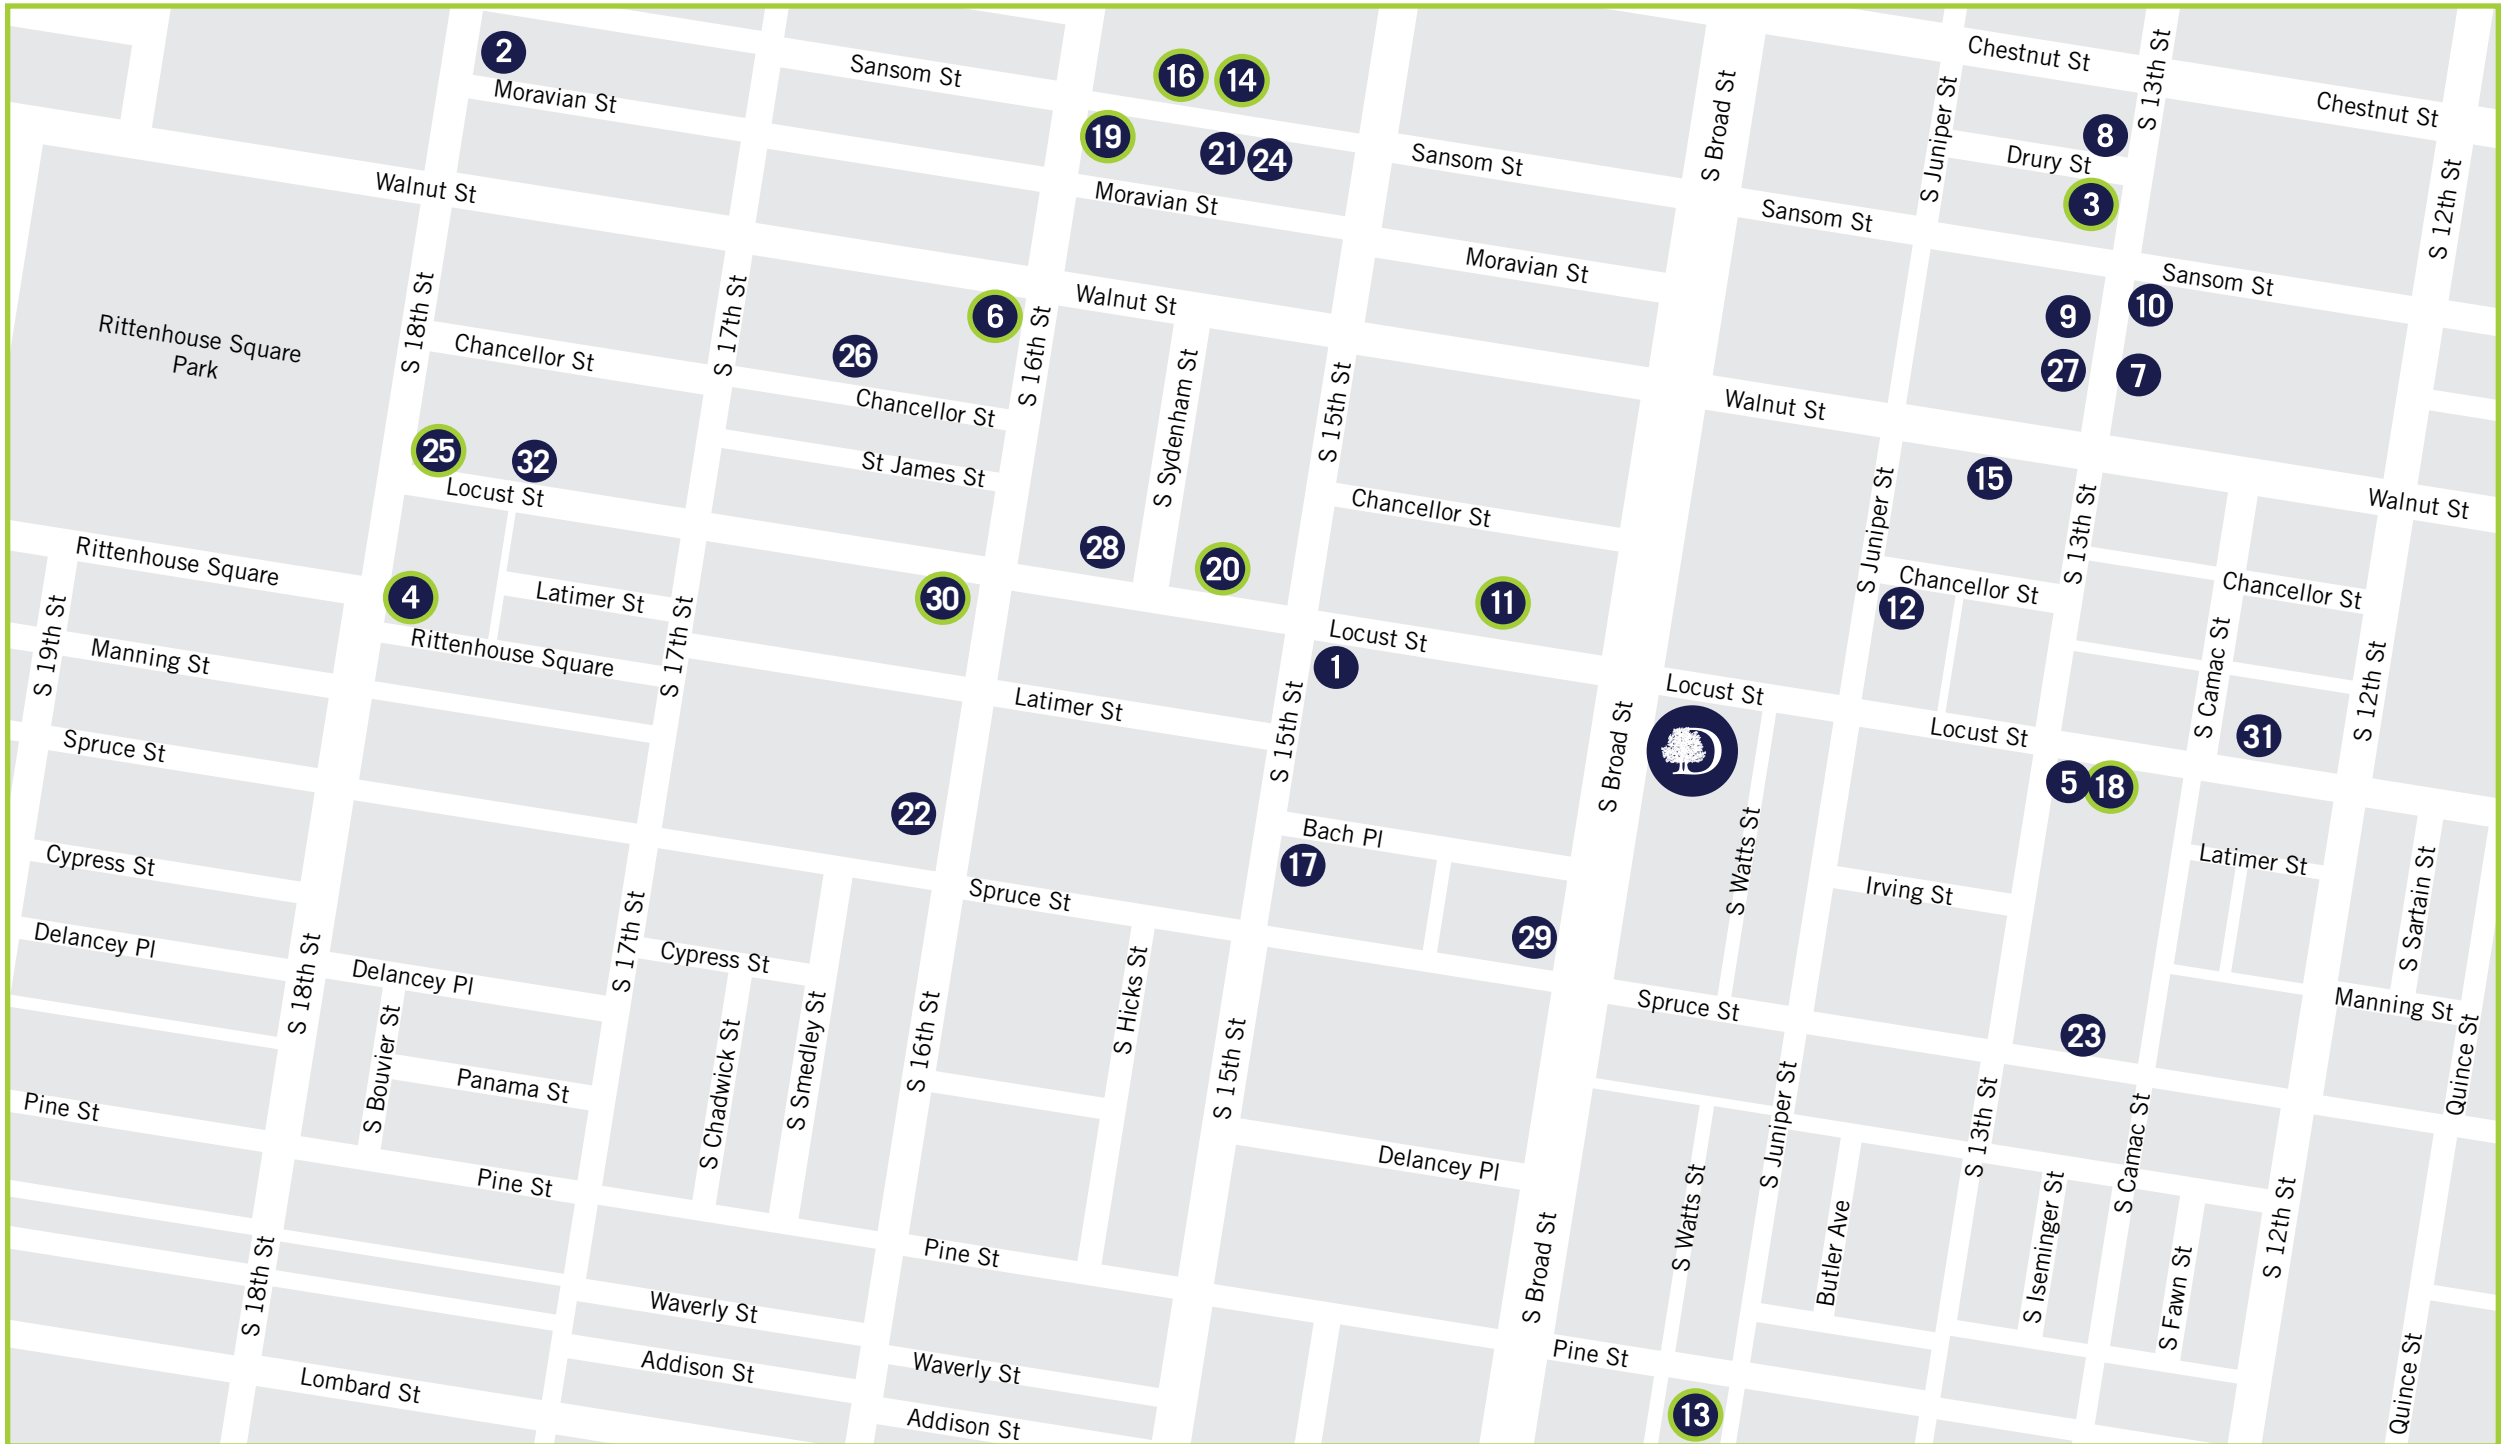 2
Sansom St
16
14
Chestnut St
S 13th St
Moravian St
19
21
24
Sansom St
S Broad St
S Juniper St
8
Drury St
Chestnut St
3
Walnut St
Moravian St
Sansom St
S 12th St
Moravian St
Sansom St
Rittenhouse Square
Park
S 18th St
S 17th St
6
S 16th St
Walnut St
9
10
Chancellor St
26
27
7
Chancellor St
S Sydenham St
S 15th St
Walnut St
25
32
St James St
15
Locust St
Chancellor St
Walnut St
S Juniper St
S 13th St
28
20
Rittenhouse Square
4
Latimer St
30
11
Chancellor St
12
Chancellor St
S 19th St
Manning St
Rittenhouse Square
S 17th St
Locust St
1
Locust St
S Camac St
S 12th St
Latimer St
S 15th St
S Broad St
D
Locust St
31
Spruce St
5
18
22
Bach Pl
17
S Watts St
Latimer St
Cypress St
Spruce St
Irving St
S Sartain St
Delancey Pl
S 18th St
Delancey Pl
S 17th St
Cypress St
29
S Hicks St
Spruce St
Manning St
23
Quince St
S Bouvier St
Panama St
S Chadwick St
S Smedley St
S 16th St
S 15th St
S Juniper St
S 13th St
S Camac St
Pine St
Pine St
Delancey Pl
S Watts St
Butler Ave
S Iseminger St
S Fawn St
S 12th St
S 18th St
Pine St
S Broad St
Waverly St
Waverly St
Pine St
Quince St
Lombard St
Addison St
Addison St
13